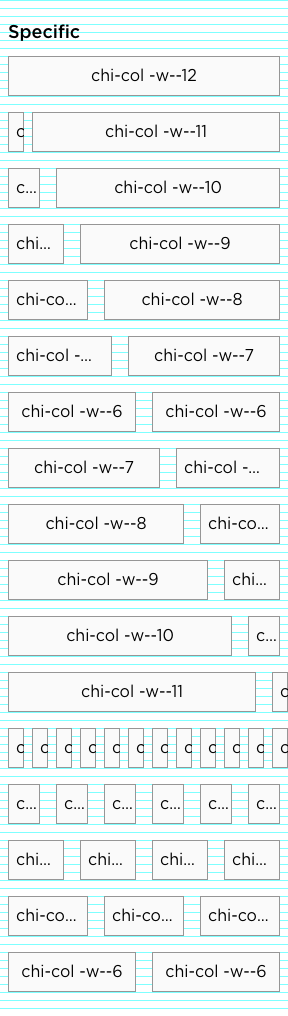 Specific
chi-col -w--12
c chi-col -w--11
c... chi-col -w--10
chi... chi-col -w--9
chi-co... chi-col -w--8
chi-col -... chi-col -w--7
chi-col -w--6 chi-col -w--6
chi-col -w--7 chi-col -...
chi-col -w--8 chi-co...
chi-col -w--9 chi...
chi-col -w--10 c...
chi-col -w--11 c
c c c c c c c c c c c c
c... c... c... c... c... c...
chi... chi... chi... chi...
chi-co... chi-co... chi-co...
chi-col -w--6 chi-col -w--6